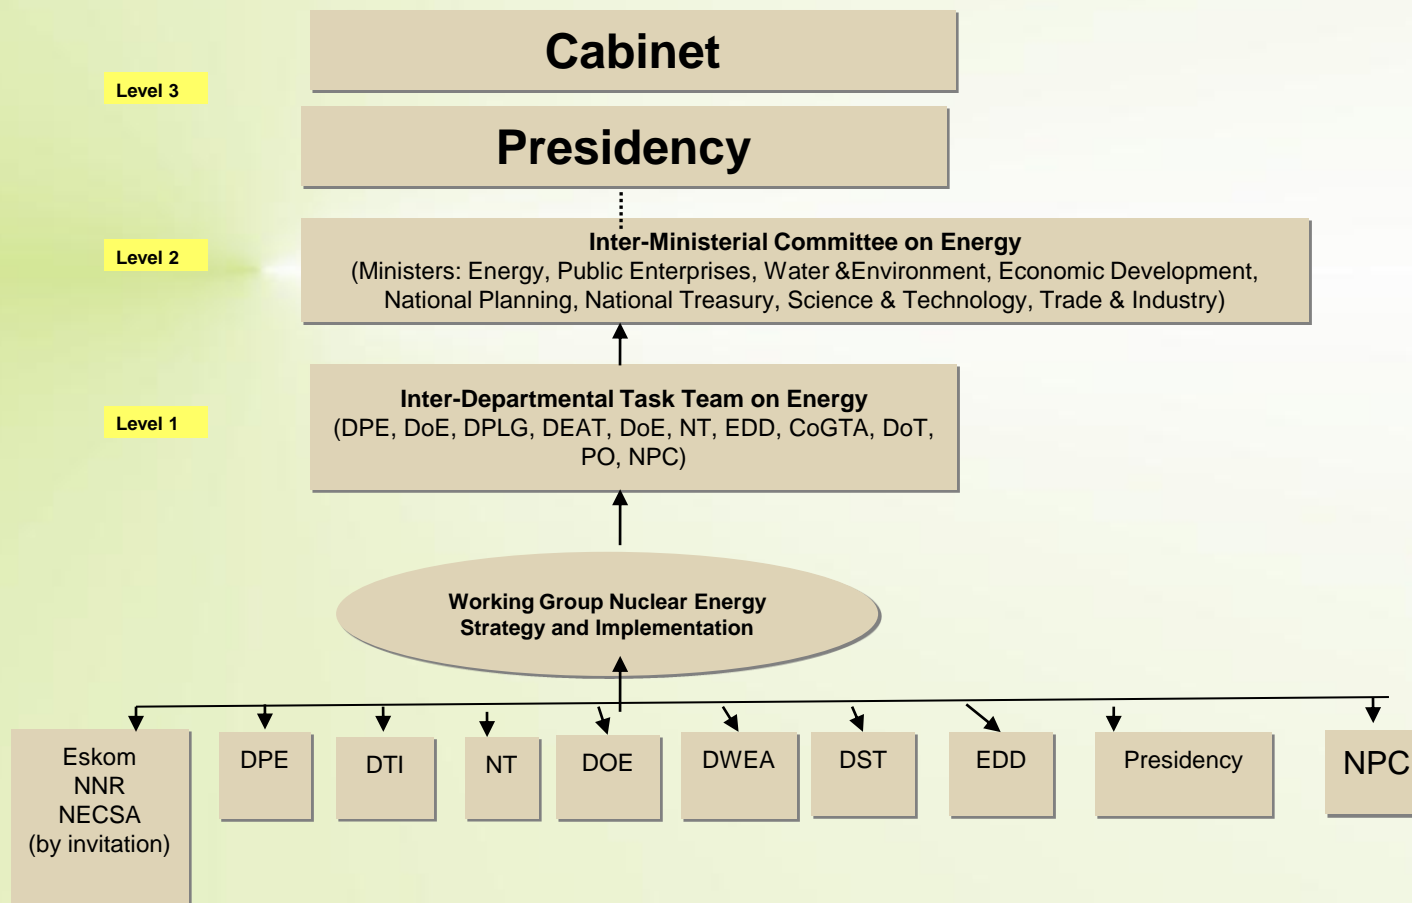 Cabinet
Level 3
Presidency
Level 2
Inter-Ministerial Committee on Energy
(Ministers: Energy, Public Enterprises, Water &Environment, Economic Development,
National Planning, National Treasury, Science & Technology, Trade & Industry)
Level 1
Inter-Departmental Task Team on Energy
(DPE, DoE, DPLG, DEAT, DoE, NT, EDD, CoGTA, DoT,
PO, NPC)
Working Group Nuclear Energy
Strategy and Implementation
Eskom
NNR
NECSA
(by invitation)
DPE
DTI
NT
DOE
DWEA
DST
EDD
Presidency
NPC